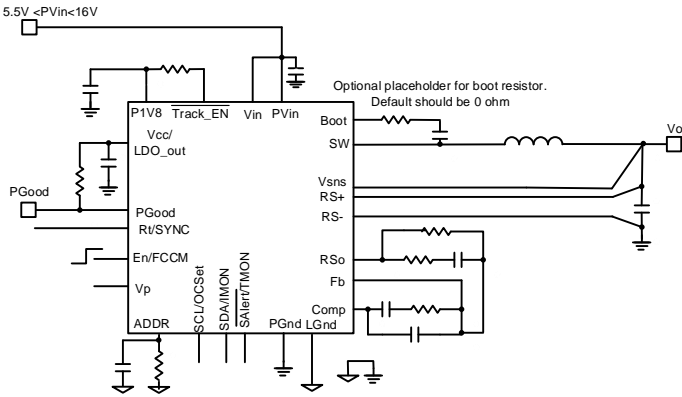 5.5V <PVin<16V
Optional placeholder for boot resistor.
Default should be 0 ohm
P1V8
Track_EN
Vin
PVin
Boot
Vcc/
LDO_out
SW
Vo
Vsns
RS+
RS-
PGood
PGood
Rt/SYNC
En/FCCM
RSo
Fb
Vp
Comp
ADDR
SCL/OCSet
SDA/IMON
SAlert/TMON
PGnd
LGnd